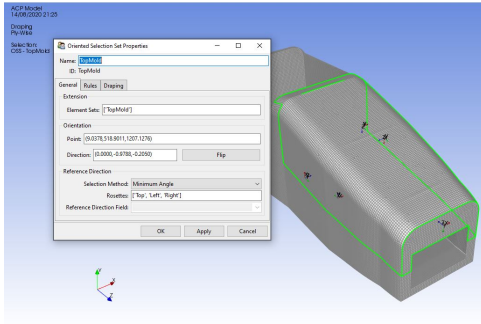 ACP Model
14/08/2020 21:25
Draping
Ply-Wise
Selection:
OSS - TopMold
Oriented Selection Set Properties
Name: TopMold
ID: TopMold
General Rules Draping
Extension
Element Sets: ['TopMold']
Orientation
Point: (9.0378,518.9011,1207.1276)
Direction: (0.0000,-0.9788,-0.2050) Flip
Reference Direction
Selection Method: Minimum Angle
Rosettes: ['Top', 'Left', 'Right']
Reference Direction Field:
OK Apply Cancel
Y
X
Z